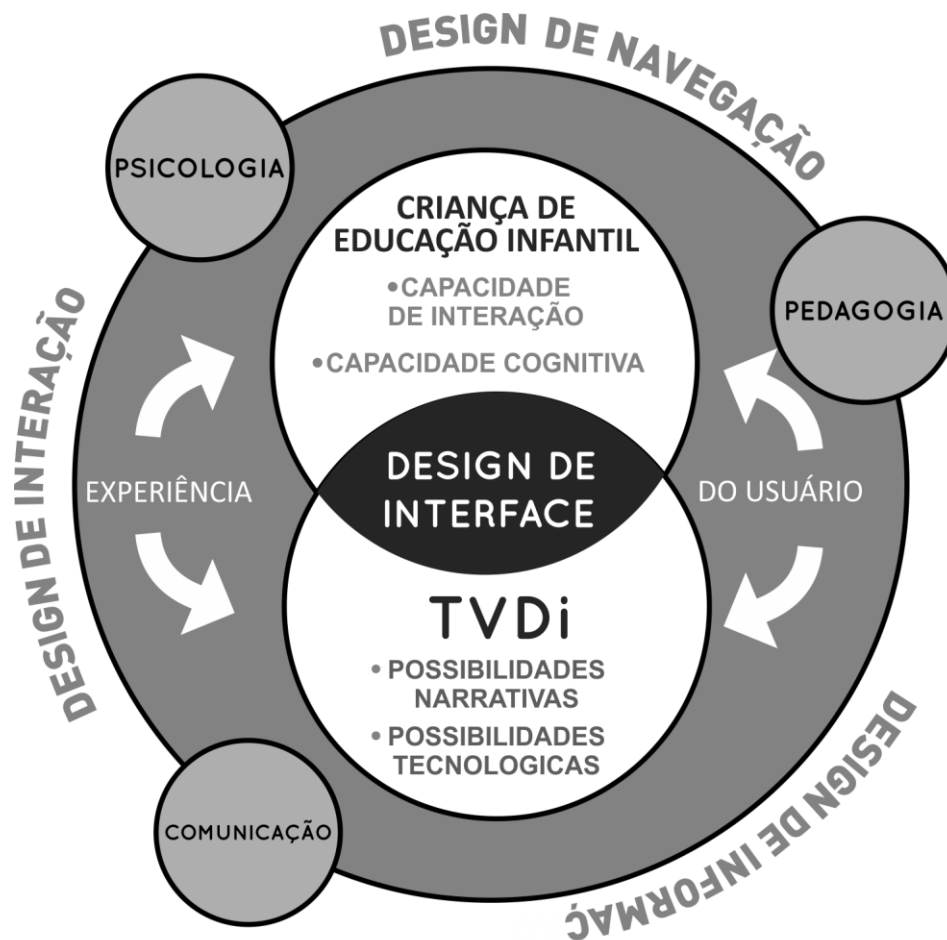 DESIGN DE NAVEGAÇÃO
PSICOLOGIA
CRIANÇA DE
EDUCAÇÃO INFANTIL
•CAPACIDADE
DE INTERAÇÃO
•CAPACIDADE COGNITIVA
PEDAGOGIA
DESIGN DE INTERAÇÃO
EXPERIÊNCIA
DESIGN DE
INTERFACE
DO USUÁRIO
TVDi
• POSSIBILIDADES
NARRATIVAS
• POSSIBILIDADES
TECNOLOGICAS
COMUNICAÇÃO
DESIGN DE INFORMAÇ